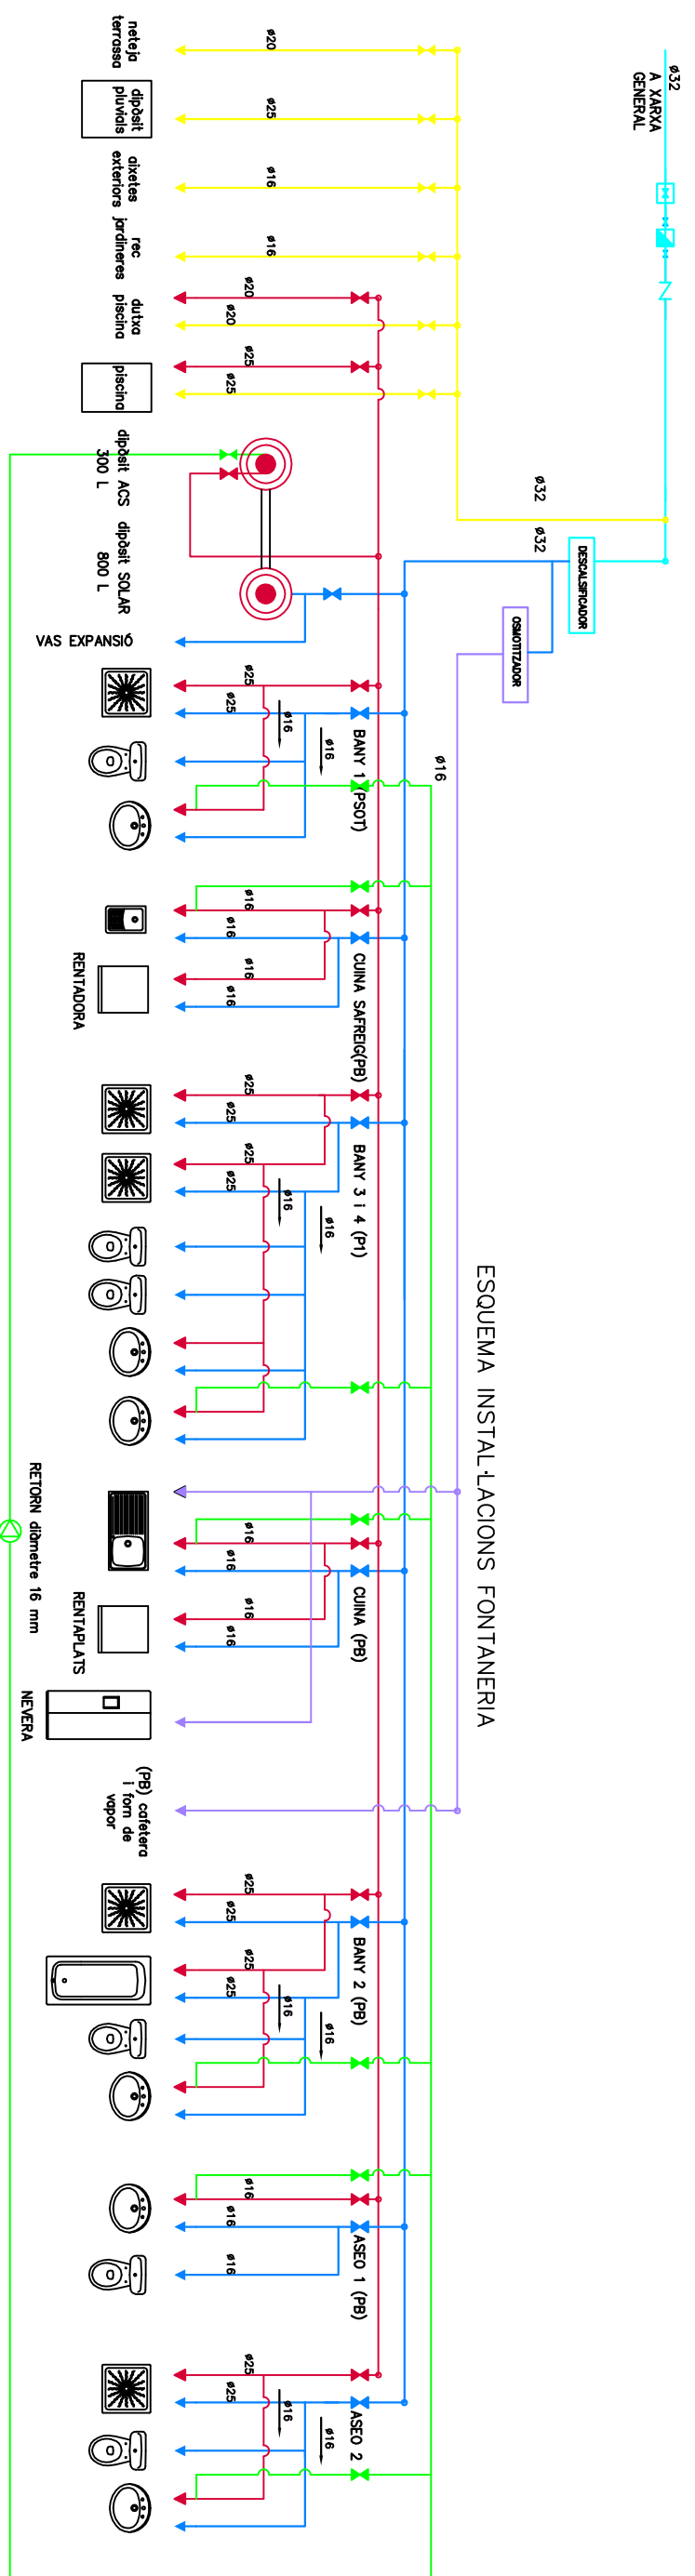 ESQUEMA INSTAL·LACIONS FONTANERIA
ø32
A XARXA
GENERAL
ø32
ø32
DESCALSIFICADOR
OSMOTITZADOR
ø16
ø20
ø25
ø16
ø16
ø20
ø20
ø25
ø25
neteja
terrassa
dipòsit
pluvials
aixetes
exteriors
rec
jardineres
dutxa
piscina
piscina
dipòsit ACS
300 L
dipòsit SOLAR
800 L
VAS EXPANSIÓ
BANY 1 (PSOT)
ø16
ø16
ø25
ø25
CUINA SAFREIG(PB)
ø16
ø16
ø16
ø16
RENTADORA
BANY 3 i 4 (P1)
ø25
ø25
ø25
ø25
ø16
ø16
CUINA (PB)
ø16
ø16
ø16
ø16
RENTAPLATS
NEVERA
(PB) cafetera
i forn de
vapor
RETORN diàmetre 16 mm
BANY 2 (PB)
ø25
ø25
ø25
ø25
ø16
ø16
ASEO 1 (PB)
ø16
ø16
ø16
ASEO 2
ø25
ø25
ø16
ø16